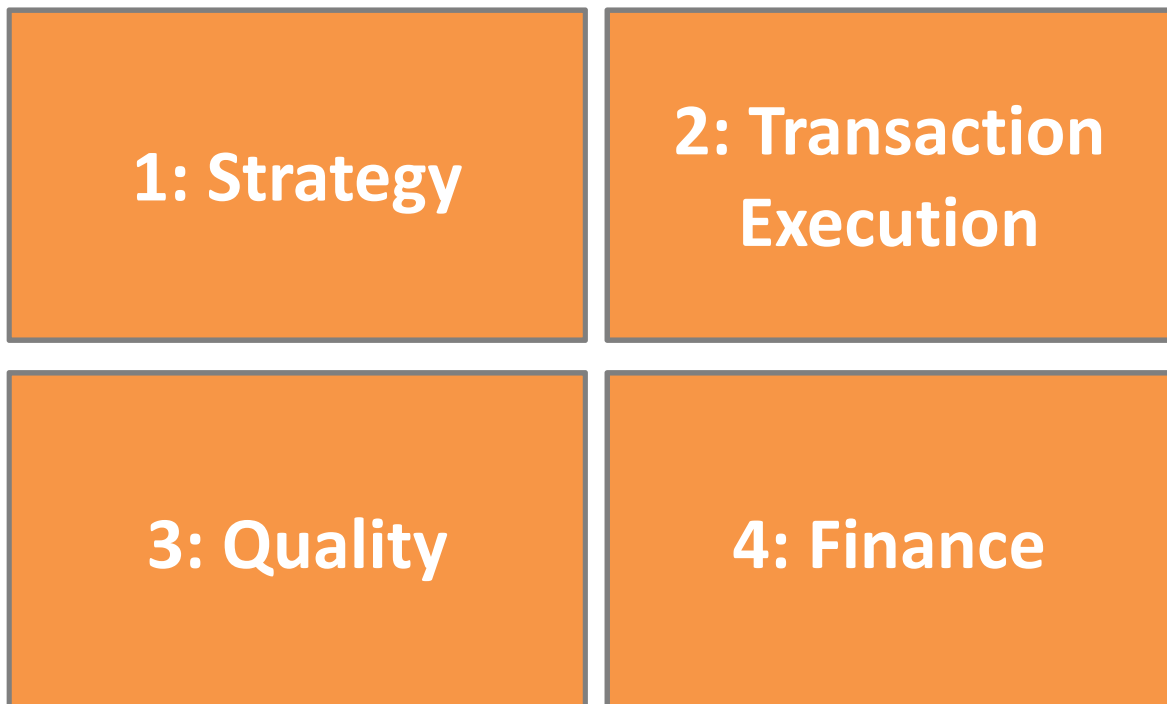 1: Strategy
2: Transaction
Execution
3: Quality
4: Finance